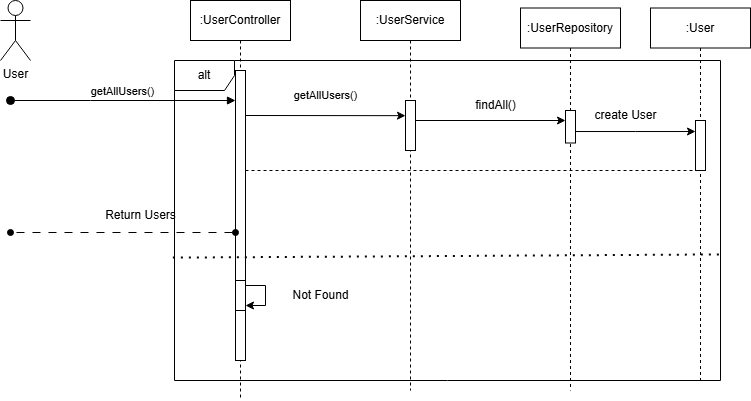 :UserController
:UserService
:UserRepository
:User
User
alt
getAllUsers()
getAllUsers()
findAll()
create User
Return Users
Not Found